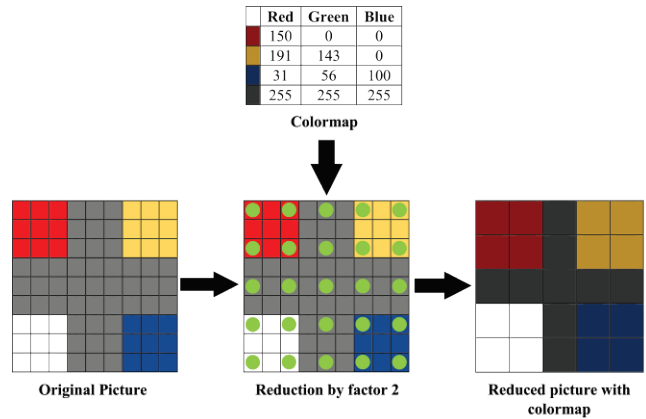 Red Green Blue
150 0 0
191 143 0
31 56 100
255 255 255
Colormap
Original Picture
Reduction by factor 2
Reduced picture with
colormap